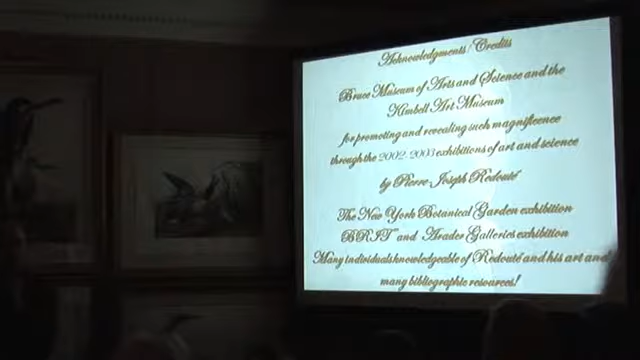 Acknowledgments / Credits
Bruce Museum of Arts and Science and the
Kimbell Art Museum
for promoting and revealing such magnificence
through the 2002-2003 exhibitions of art and science
by Pierre-Joseph Redouté
The New York Botanical Garden exhibition
BRIT and Arader Galleries exhibition
Many individuals knowledgeable of Redouté and his art and
many bibliographic resources!